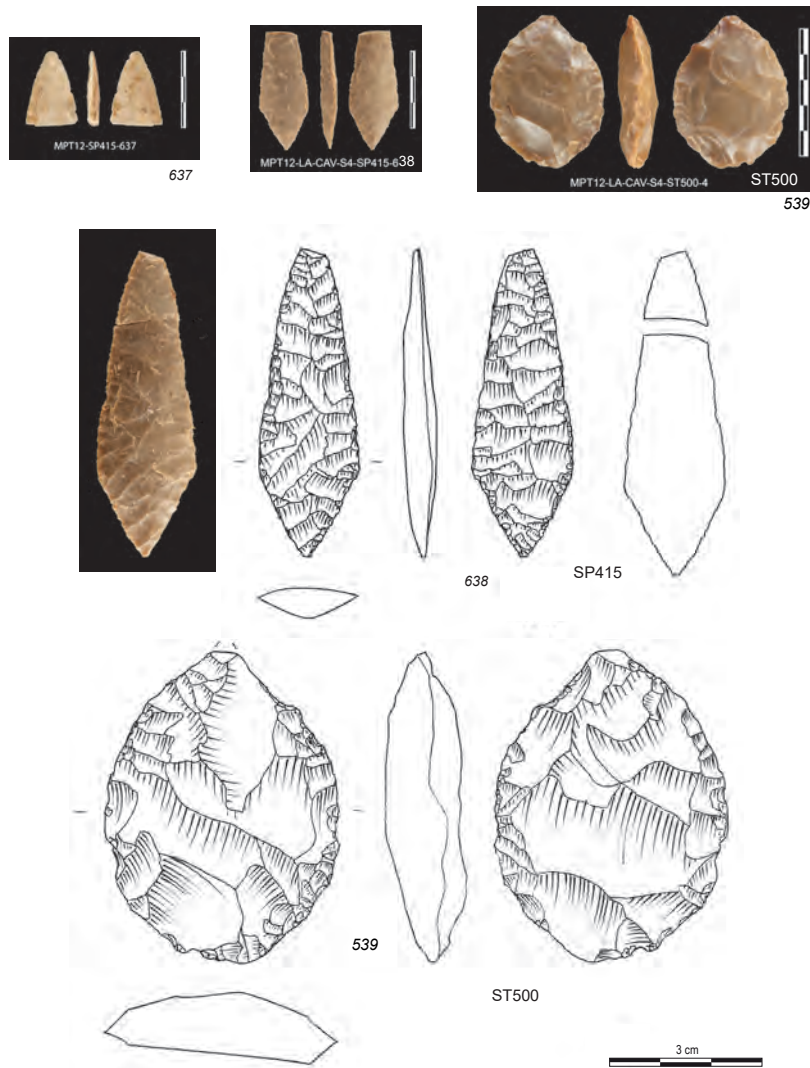 MPT12-SP415-637
637
MPT12-LA-CAV-S4-SP415-638
MPT12-LA-CAV-S4-ST500-4
ST500
539
638
SP415
539
ST500
3 cm